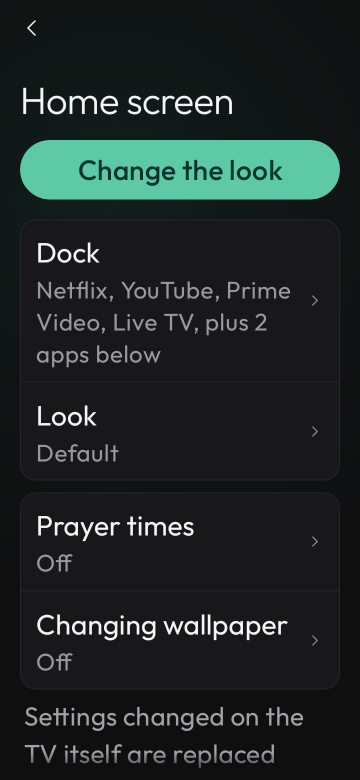 Home screen
Change the look
Dock
Netflix, YouTube, Prime
Video, Live TV, plus 2
apps below
Look
Default
Prayer times
Off
Changing wallpaper
Off
Settings changed on the
TV itself are replaced